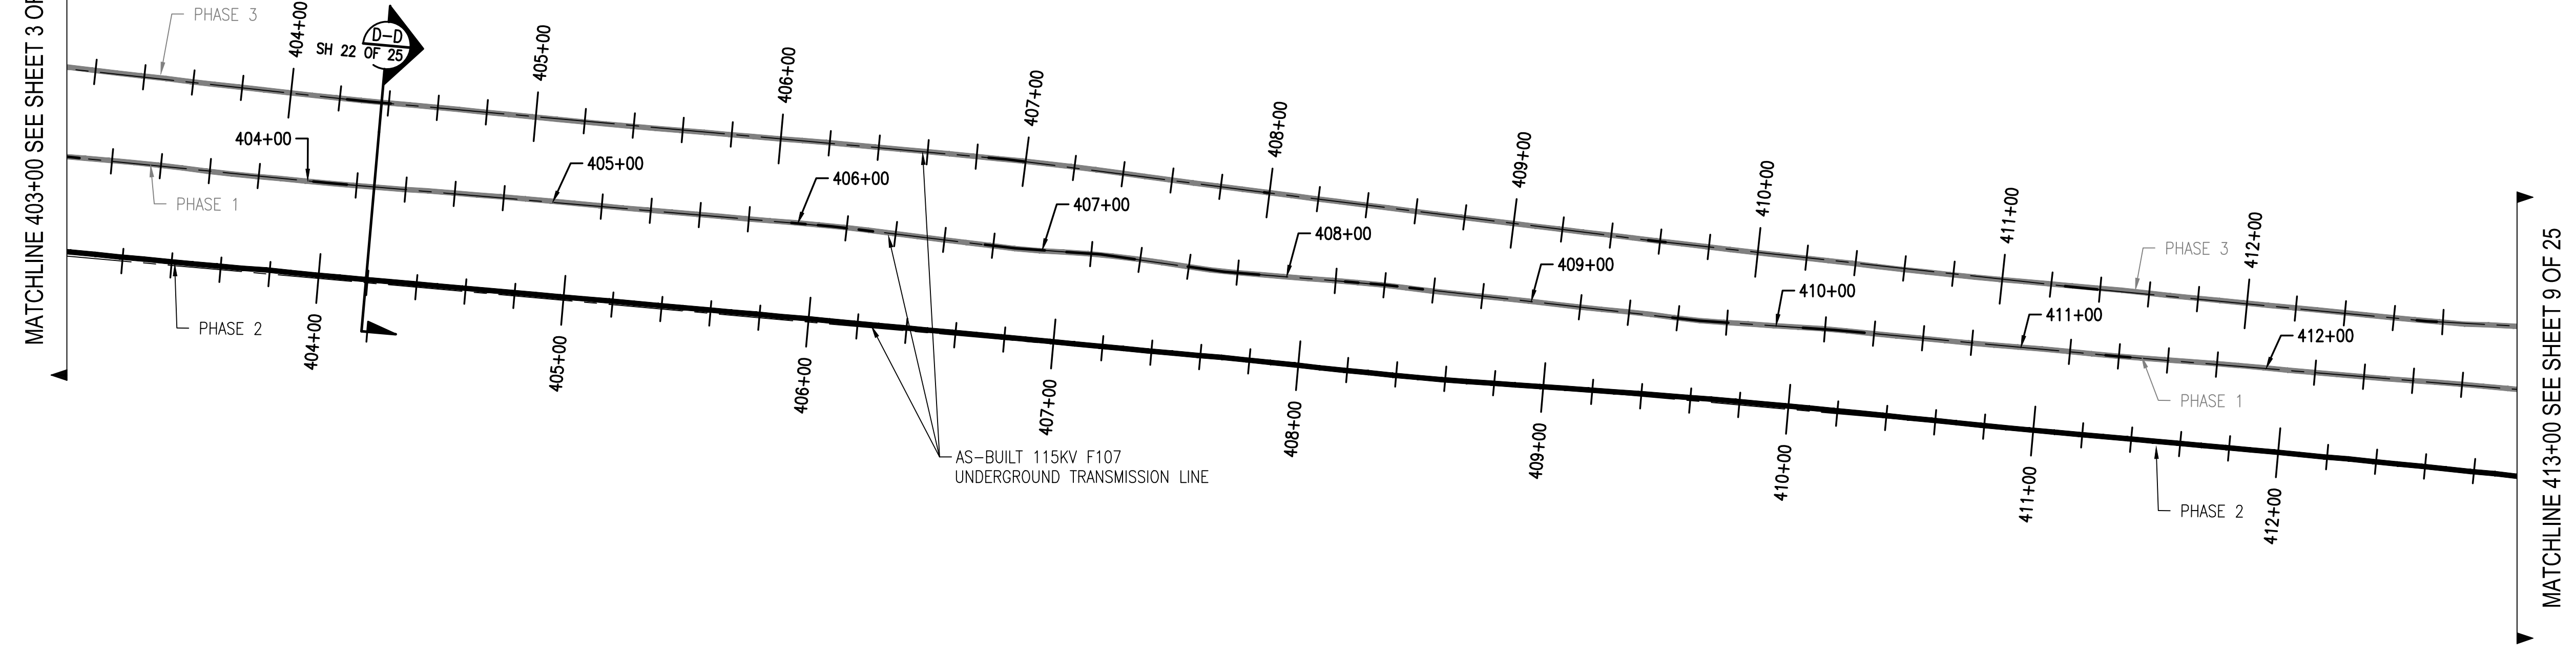 MATCHLINE 403+00 SEE SHEET 3 OF
PHASE 3
404+00
D-D
SH 22 OF 25
405+00
406+00
407+00
408+00
409+00
410+00
411+00
412+00
PHASE 3
404+00
405+00
406+00
407+00
408+00
409+00
410+00
411+00
412+00
PHASE 1
PHASE 1
PHASE 2
404+00
405+00
406+00
407+00
408+00
409+00
410+00
411+00
412+00
PHASE 2
AS-BUILT 115KV F107
UNDERGROUND TRANSMISSION LINE
MATCHLINE 413+00 SEE SHEET 9 OF 25